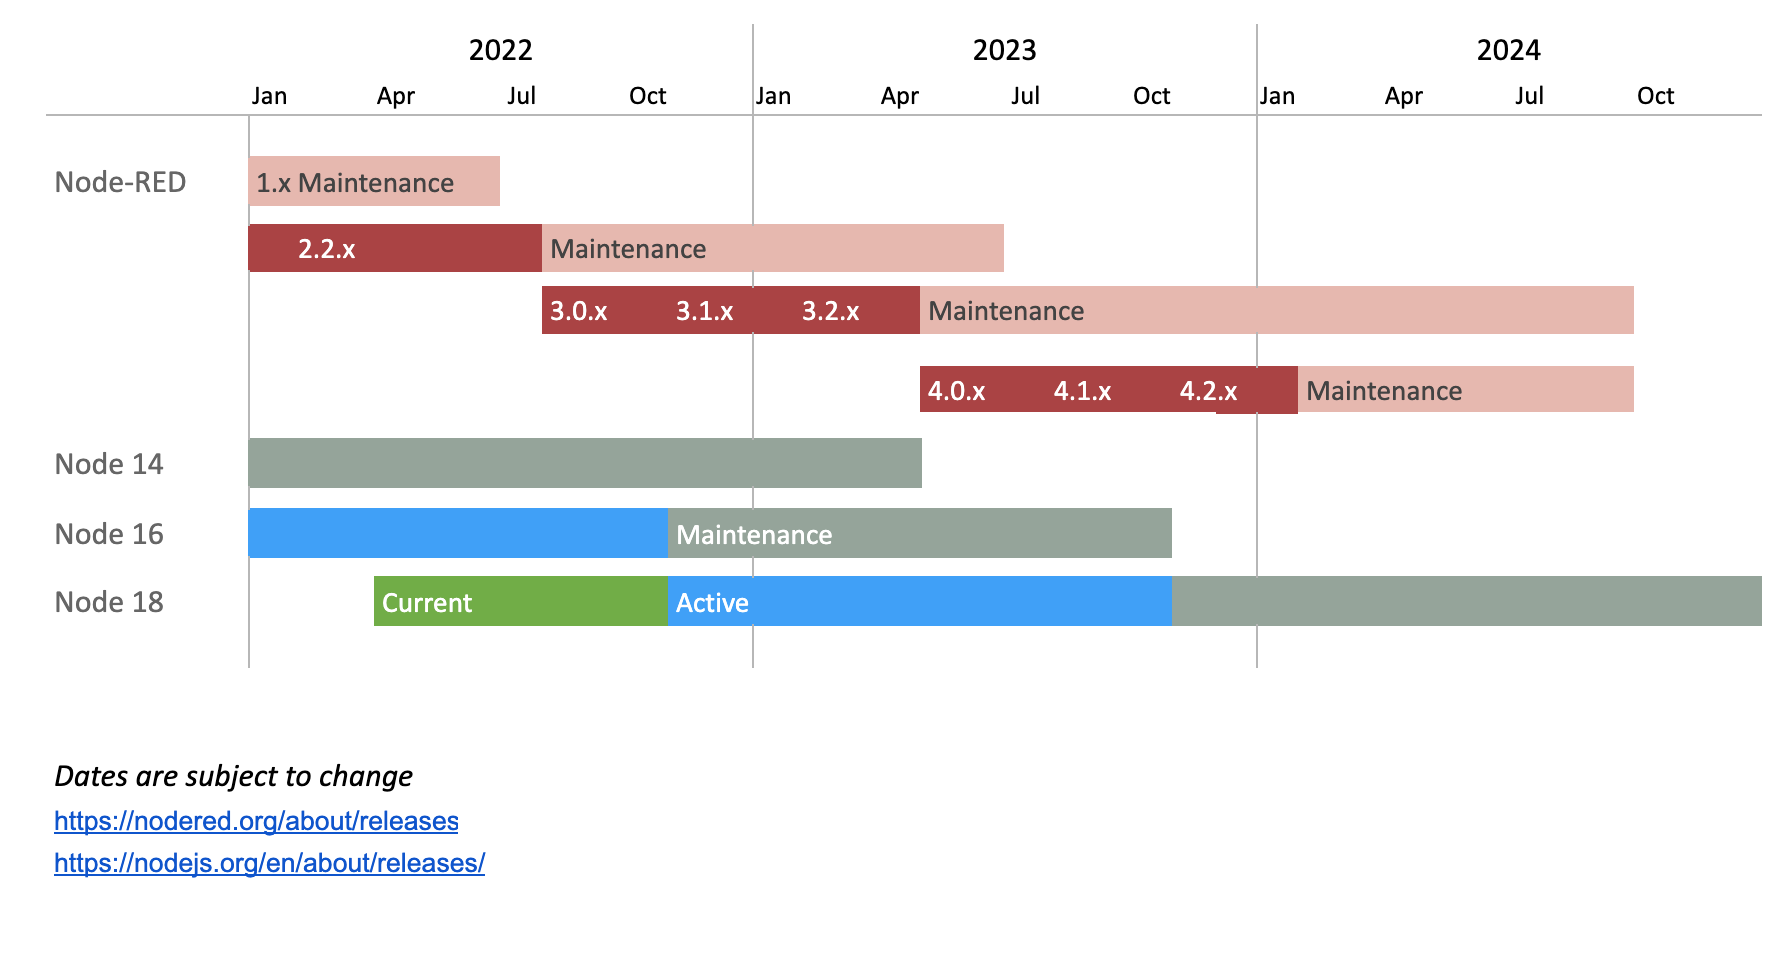 2022 2023 2024
Jan Apr Jul Oct Jan Apr Jul Oct Jan Apr Jul Oct
Node-RED 1.x Maintenance
2.2.x Maintenance
3.0.x 3.1.x 3.2.x Maintenance
4.0.x 4.1.x 4.2.x Maintenance
Node 14
Node 16 Maintenance
Node 18 Current Active
Dates are subject to change
https://nodered.org/about/releases
https://nodejs.org/en/about/releases/